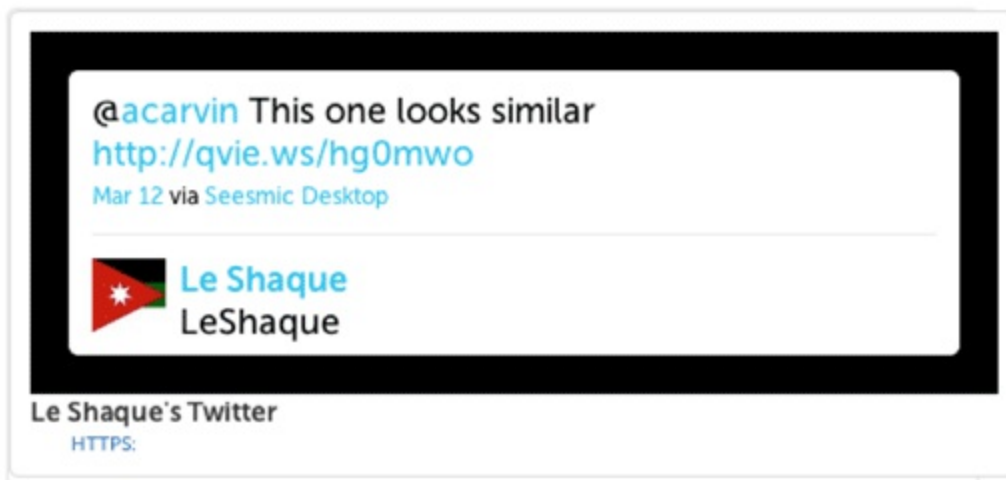 @acarvin This one looks similar
http://qvie.ws/hg0mwo
Mar 12 via Seesmic Desktop
Le Shaque
LeShaque
Le Shaque's Twitter
HTTPS: